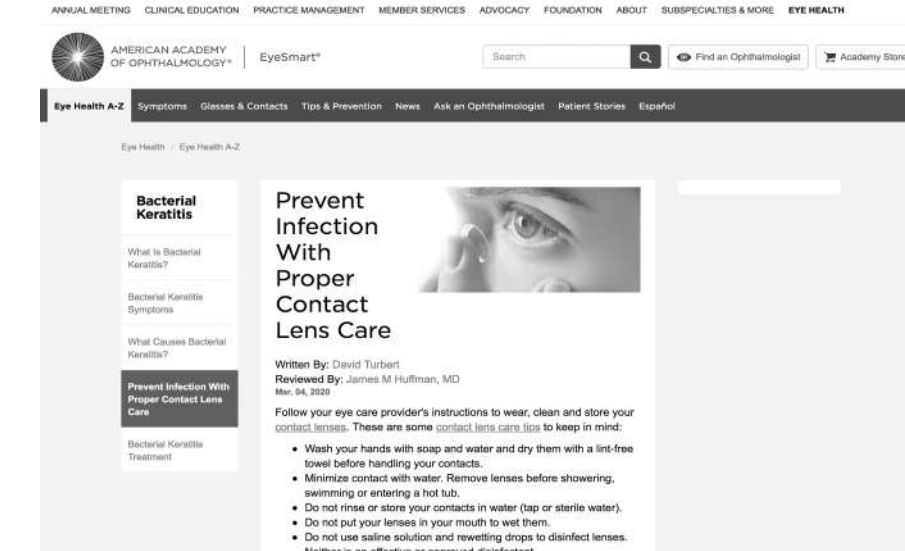 ANNUAL MEETING CLINICAL EDUCATION PRACTICE MANAGEMENT MEMBER SERVICES ADVOCACY FOUNDATION ABOUT SUBSPECIALTIES & MORE EYE HEALTH
AMERICAN ACADEMY
OF OPHTHALMOLOGY®
EyeSmart®
Search
Find an Ophthalmologist
Academy Store
Eye Health A-Z Symptoms Glasses & Contacts Tips & Prevention News Ask an Ophthalmologist Patient Stories Español
Eye Health / Eye Health A-Z
Bacterial
Keratitis
What Is Bacterial
Keratitis?
Bacterial Keratitis
Symptoms
What Causes Bacterial
Keratitis?
Prevent Infection With
Proper Contact Lens
Care
Bacterial Keratitis
Treatment
Prevent
Infection
With
Proper
Contact
Lens Care
Written By: David Turbert
Reviewed By: James M Huffman, MD
Mar. 04, 2020
Follow your eye care provider's instructions to wear, clean and store your
contact lenses. These are some contact lens care tips to keep in mind:
• Wash your hands with soap and water and dry them with a lint-free
towel before handling your contacts.
• Minimize contact with water. Remove lenses before showering,
swimming or entering a hot tub.
• Do not rinse or store your contacts in water (tap or sterile water).
• Do not put your lenses in your mouth to wet them.
• Do not use saline solution and rewetting drops to disinfect lenses.
Neither is an effective or approved disinfectant.